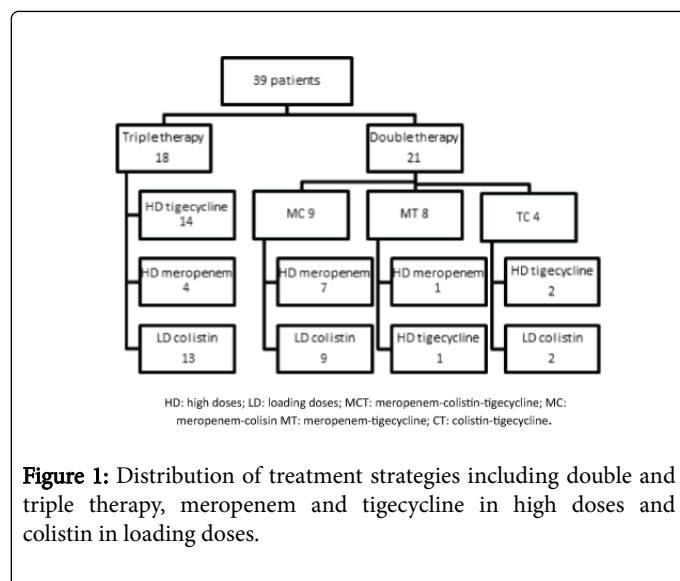 39 patients
Triple therapy
18
Double therapy
21
HD tigecycline
14
MC 9
MT 8
TC 4
HD meropenem
4
HD meropenem
7
HD meropenem
1
HD tigecycline
2
LD colistin
13
LD colistin
9
HD tigecycline
1
LD colistin
2
HD: high doses; LD: loading doses; MCT: meropenem-colistin-tigecycline; MC:
meropenem-colisin MT: meropenem-tigecycline; CT: colistin-tigecycline.
Figure 1: Distribution of treatment strategies including double and
triple therapy, meropenem and tigecycline in high doses and
colistin in loading doses.